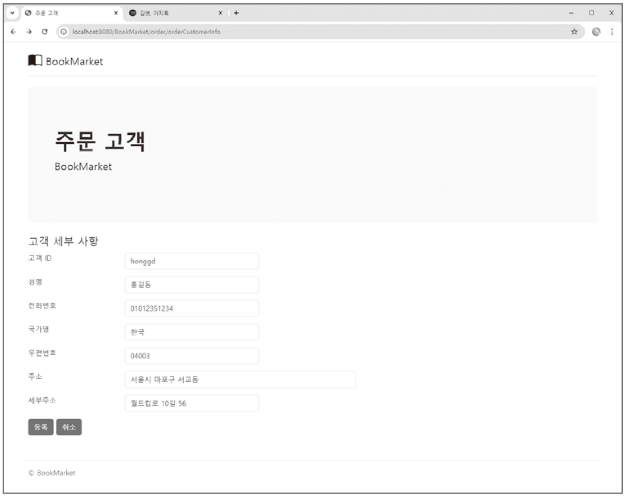 주문 고객
길벗, 이지톡
localhost:8080/BookMarket/order/orderCustomerInfo
BookMarket
주문 고객
BookMarket
고객 세부 사항
고객 ID
honggd
성명
홍길동
전화번호
01012351234
국가명
한국
우편번호
04003
주소
서울시 마포구 서교동
세부주소
월드컵로 10길 56
등록 취소
© BookMarket